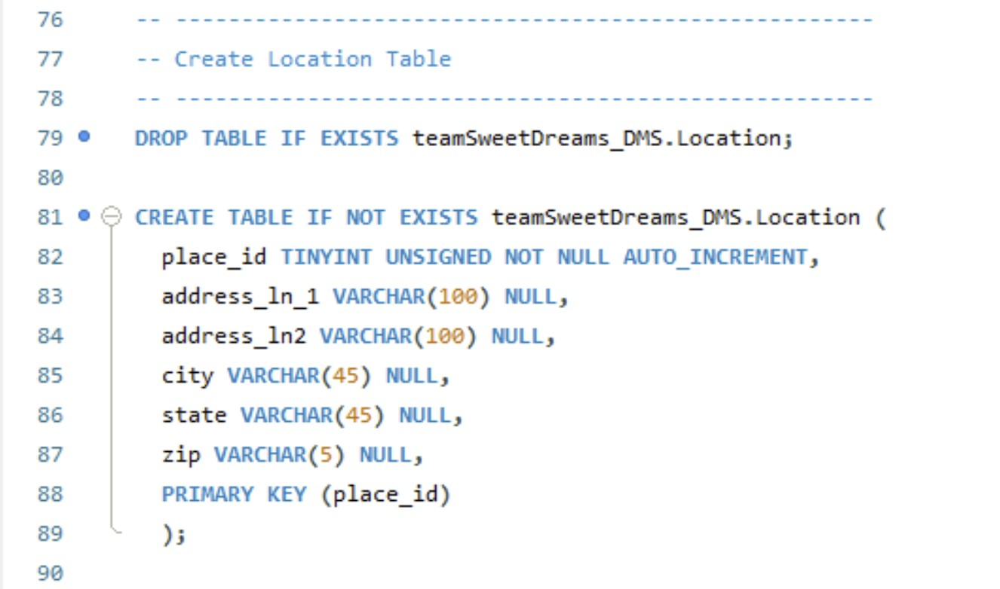 76 -- -----------------------------------------------------
77 -- Create Location Table
78 -- -----------------------------------------------------
79 DROP TABLE IF EXISTS teamSweetDreams_DMS.Location;
80
81 CREATE TABLE IF NOT EXISTS teamSweetDreams_DMS.Location (
82 place_id TINYINT UNSIGNED NOT NULL AUTO_INCREMENT,
83 address_ln_1 VARCHAR(100) NULL,
84 address_ln2 VARCHAR(100) NULL,
85 city VARCHAR(45) NULL,
86 state VARCHAR(45) NULL,
87 zip VARCHAR(5) NULL,
88 PRIMARY KEY (place_id)
89 );
90